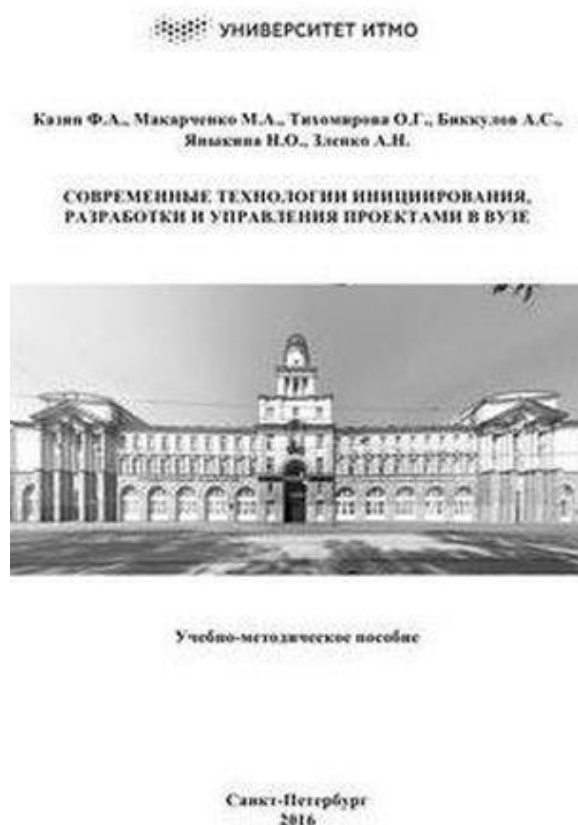 УНИВЕРСИТЕТ ИТМО
Казин Ф.А., Макарченко М.А., Тихомирова О.Г., Биккулов А.С.,
Яныкина Н.О., Зленко А.Н.
СОВРЕМЕННЫЕ ТЕХНОЛОГИИ ИНИЦИИРОВАНИЯ,
РАЗРАБОТКИ И УПРАВЛЕНИЯ ПРОЕКТАМИ В ВУЗЕ
Учебно-методическое пособие
Санкт-Петербург
2016